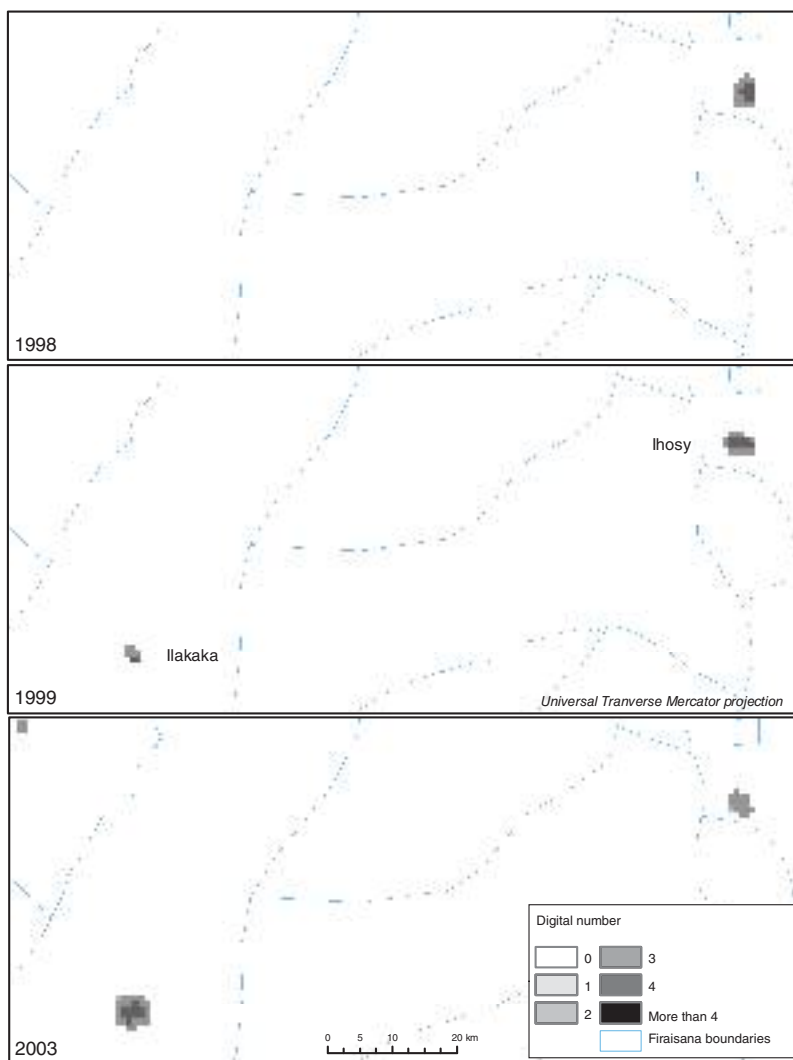 1998
Ihosy
Ilakaka
1999
Universal Tranverse Mercator projection
Digital number
0 3
1 4
2 More than 4
Firaisana boundaries
2003
0 5 10 20 km